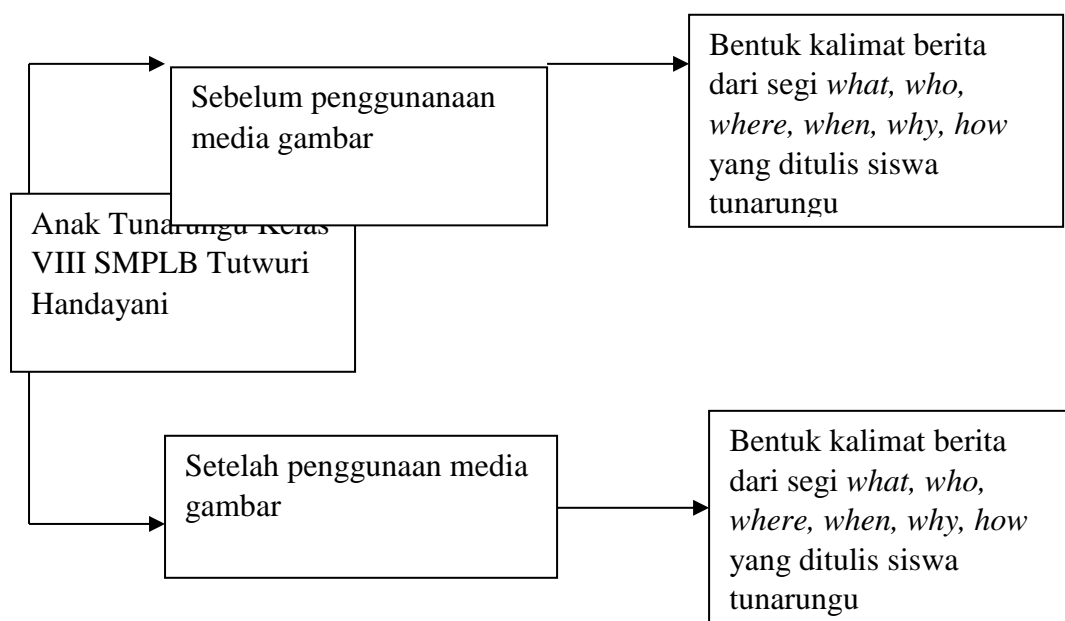 Sebelum penggunanaan
media gambar
Bentuk kalimat berita
dari segi what, who,
where, when, why, how
yang ditulis siswa
tunarungu
Anak Tunarungu Kelas
VIII SMPLB Tutwuri
Handayani
Setelah penggunaan media
gambar
Bentuk kalimat berita
dari segi what, who,
where, when, why, how
yang ditulis siswa
tunarungu